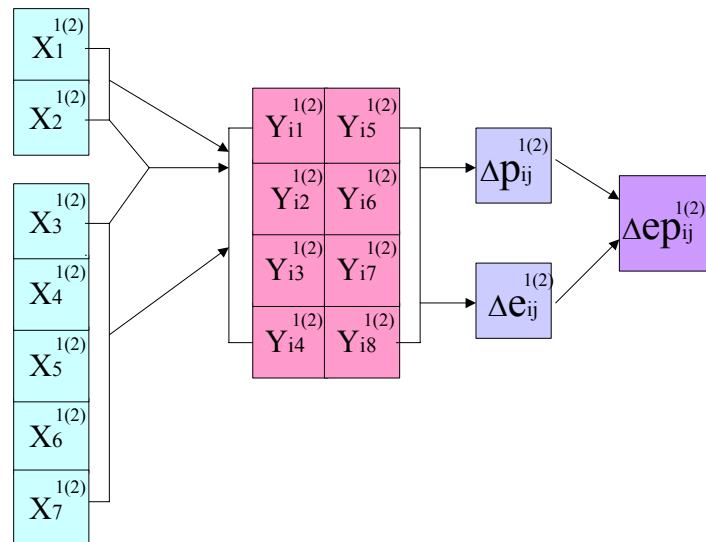 X1 1(2)
X2 1(2)
X3 1(2)
X4 1(2)
X5 1(2)
X6 1(2)
X7 1(2)
Yi1 1(2) Yi5 1(2)
Yi2 1(2) Yi6 1(2)
Yi3 1(2) Yi7 1(2)
Yi4 1(2) Yi8 1(2)
Δpij 1(2)
Δeij 1(2)
Δepij 1(2)